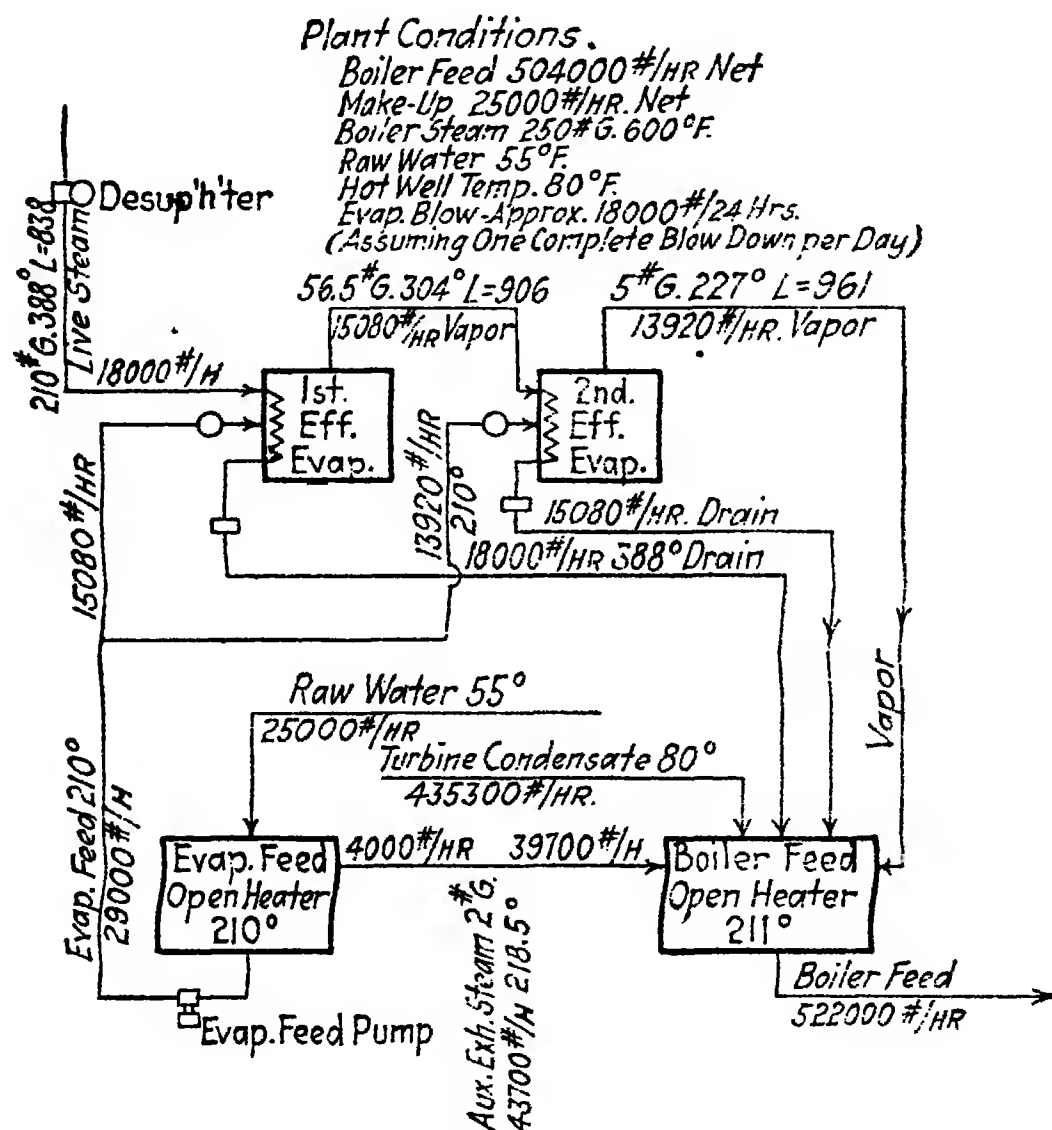 Plant Conditions.
Boiler Feed 504000#/HR Net
Make-Up 25000#/HR. Net
Boiler Steam 250#G. 600°F.
Raw Water 55°F.
Hot Well Temp. 80°F.
Evap. Blow-Approx. 18000#/24 Hrs.
(Assuming One Complete Blow Down per Day)
Desup'h'ter
210#G. 388° L=838
Live Steam
18000#/H
56.5#G. 304° L=906
15080#/HR Vapor
5#G. 227° L=961
13920#/HR. Vapor
1st.
Eff.
Evap.
2nd.
Eff.
Evap.
15080#/HR
13920#/HR
210°
15080#/HR. Drain
18000#/HR 388° Drain
Vapor
Raw Water 55°
25000#/HR
Turbine Condensate 80°
435300#/HR.
Evap. Feed 210°
29000#/H
Evap. Feed
Open Heater
210°
4000#/HR 39700#/H
Boiler Feed
Open Heater
211°
Aux. Exh. Steam 2#G.
43700#/H 218.5°
Evap. Feed Pump
Boiler Feed
522000#/HR